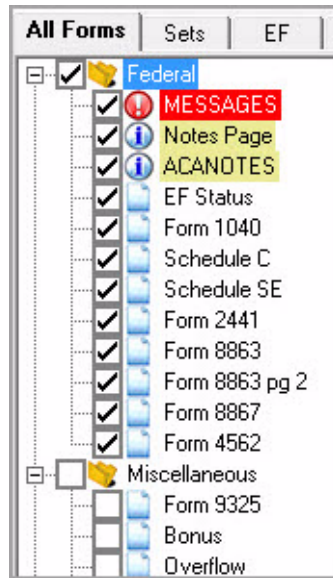 All Forms Sets EF
Federal
MESSAGES
Notes Page
ACANOTES
EF Status
Form 1040
Schedule C
Schedule SE
Form 2441
Form 8863
Form 8863 pg 2
Form 8867
Form 4562
Miscellaneous
Form 9325
Bonus
Overflow